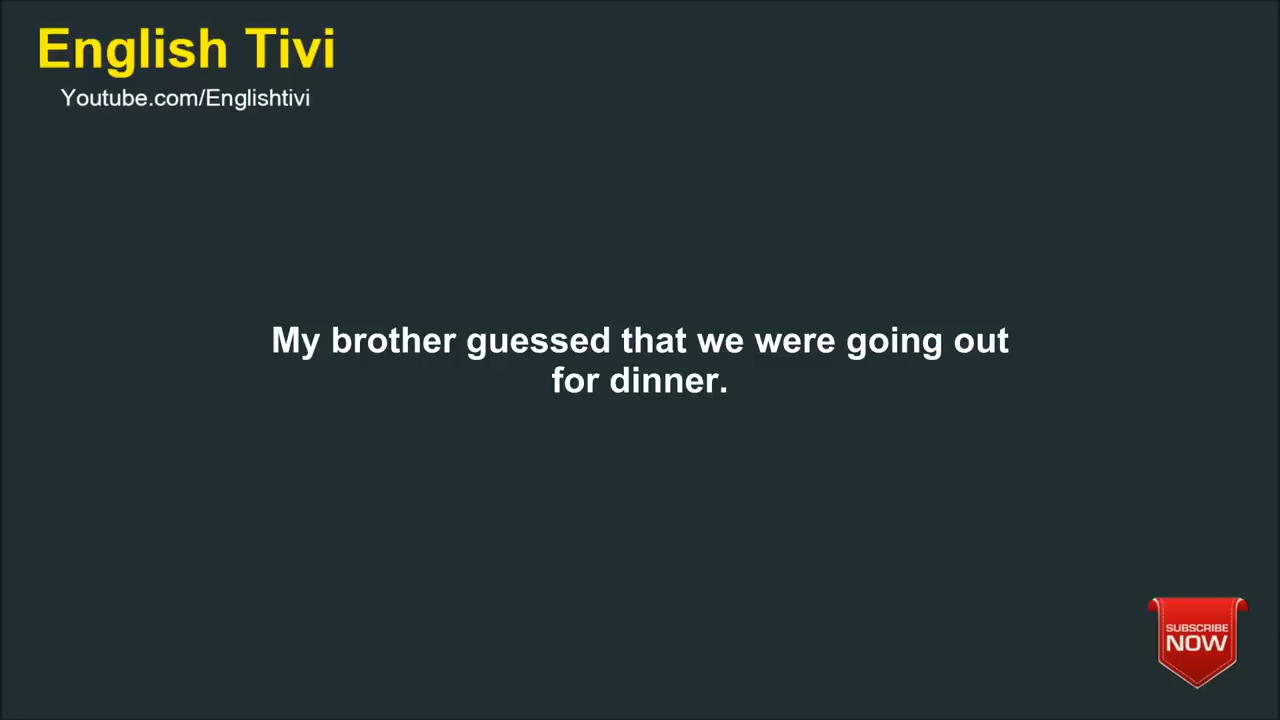 English Tivi
Youtube.com/Englishtivi
My brother guessed that we were going out
for dinner.
SUBSCRIBE
NOW